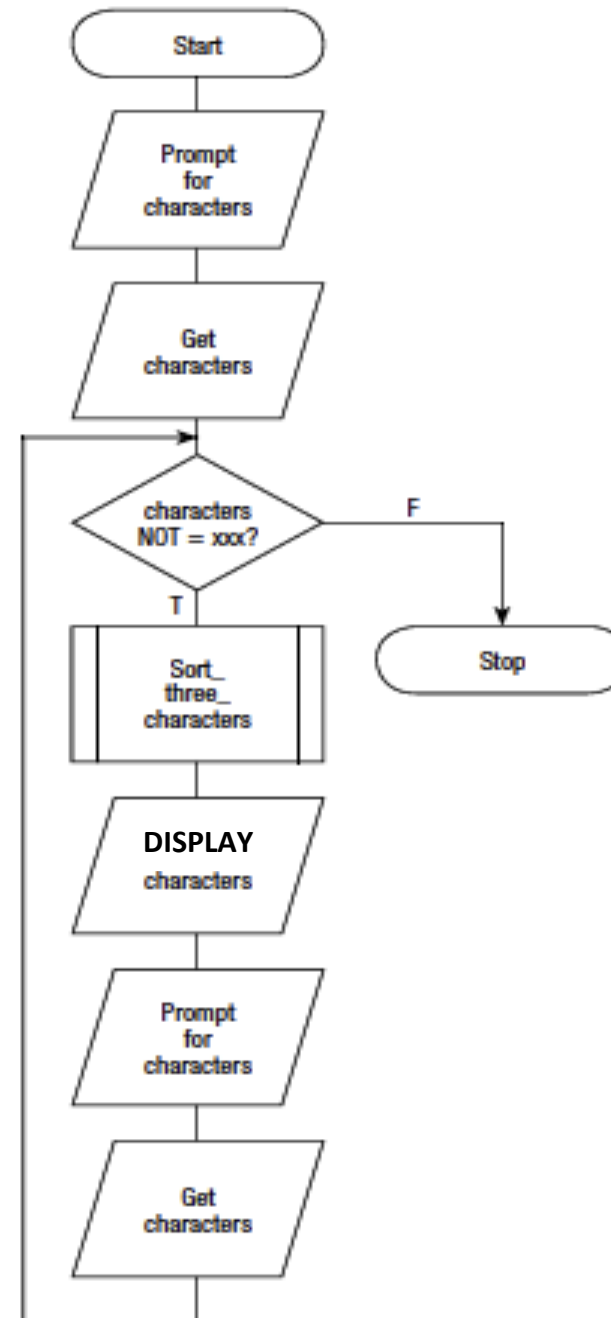 Start
Prompt
for
characters
Get
characters
characters
NOT = xxx?
F
T
Sort_
three_
characters
Stop
DISPLAY
characters
Prompt
for
characters
Get
characters